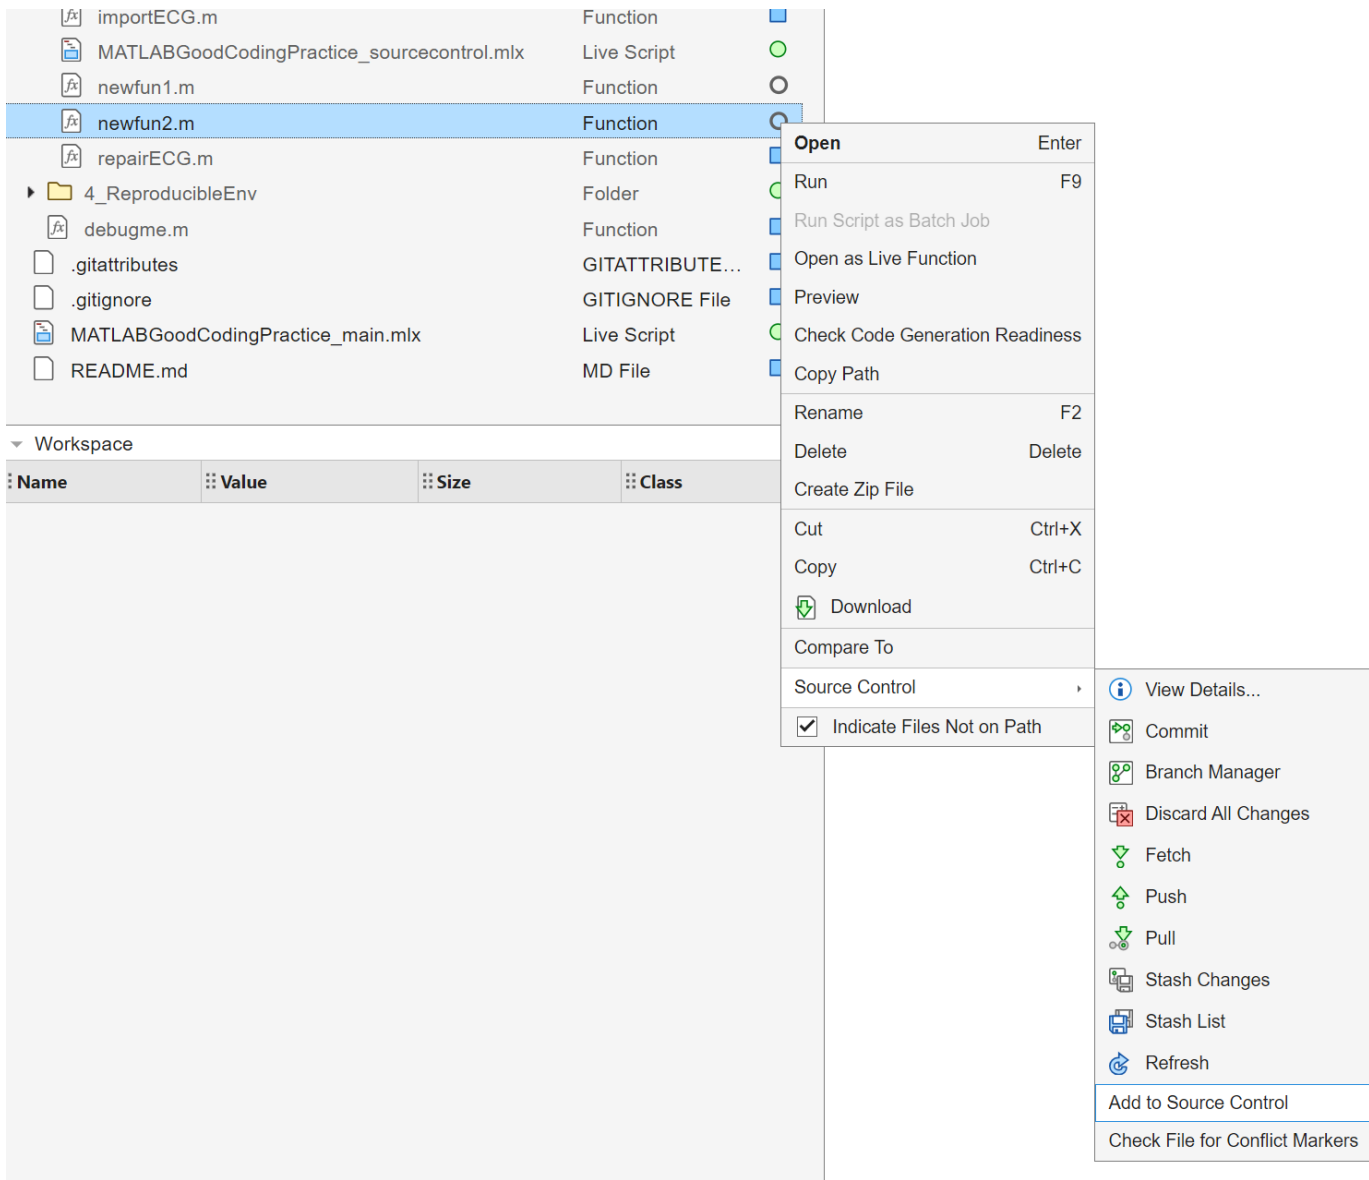 importECG.m Function
MATLABGoodCodingPractice_sourcecontrol.mlx Live Script
newfun1.m Function
newfun2.m Function
repairECG.m Function
4_ReproducibleEnv Folder
debugme.m Function
.gitattributes GITATTRIBUTE...
.gitignore GITIGNORE File
MATLABGoodCodingPractice_main.mlx Live Script
README.md MD File
Workspace
Name Value Size Class
Open Enter
Run F9
Run Script as Batch Job
Open as Live Function
Preview
Check Code Generation Readiness
Copy Path
Rename F2
Delete Delete
Create Zip File
Cut Ctrl+X
Copy Ctrl+C
Download
Compare To
Source Control
Indicate Files Not on Path
View Details...
Commit
Branch Manager
Discard All Changes
Fetch
Push
Pull
Stash Changes
Stash List
Refresh
Add to Source Control
Check File for Conflict Markers